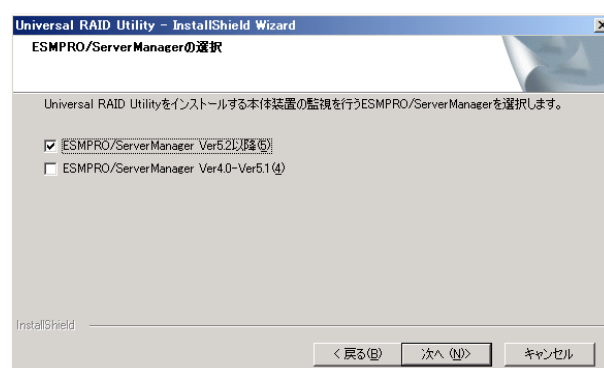 Universal RAID Utility - InstallShield Wizard
ESMPRO/ServerManagerの選択
Universal RAID Utilityをインストールする本体装置の監視を行うESMPRO/ServerManagerを選択します。
ESMPRO/ServerManager Ver5.2以降(5)
ESMPRO/ServerManager Ver4.0-Ver5.1(4)
InstallShield
< 戻る(B)
次へ (N)>
キャンセル